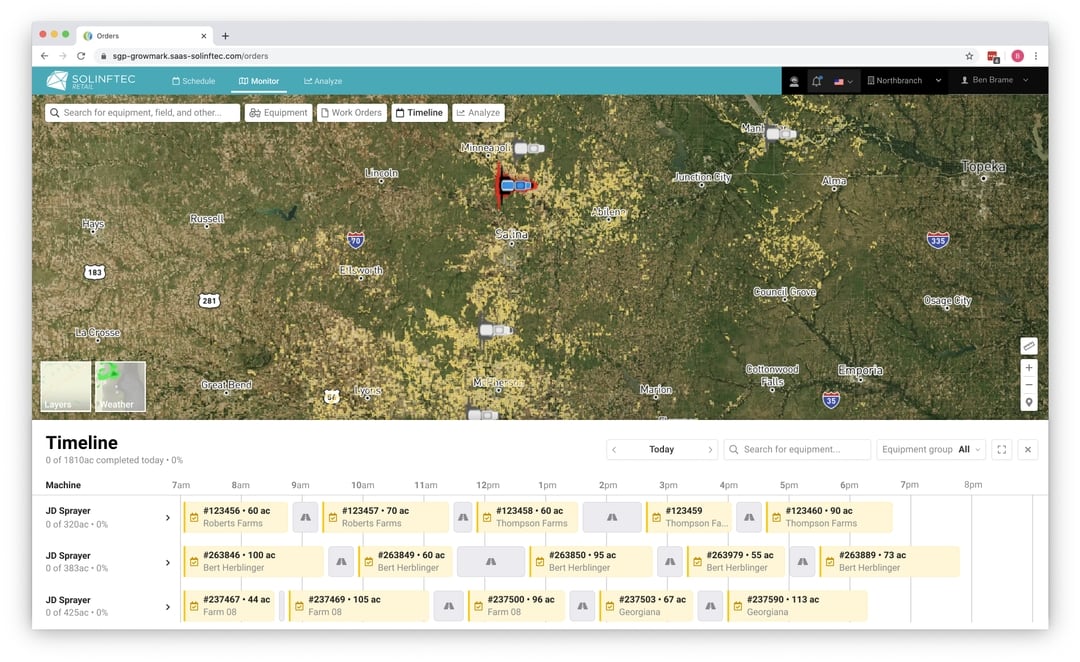 Orders
sgp-growmark.saas-solinftec.com/orders
4
B
SOLINFTEC
RETAIL
Schedule
Monitor
Analyze
Northbranch
Ben Brame
Search for equipment, field, and other...
Equipment
Work Orders
Timeline
Analyze
Minneapoli
Manh
Topeka
Lincoln
Junction City
Alma
Hays
Russell
Abilene
Salina
70
335
Ellsworth
183
281
Council Grove
Osage City
La Crosse
Great Bend
Lyons
56
McPherson
Marion
Cottonwood
Falls
Emporia
35
Layers
Weather
Timeline
0 of 1810ac completed today • 0%
Today
Search for equipment...
Equipment group All
Machine
7am 8am 9am 10am 11am 12pm 1pm 2pm 3pm 4pm 5pm 6pm 7pm 8pm
JD Sprayer
0 of 320ac • 0%
#123456 • 60 ac
Roberts Farms
#123457 • 70 ac
Roberts Farms
#123458 • 60 ac
Thompson Farms
#123459
Thompson Fa...
#123460 • 90 ac
Thompson Farms
JD Sprayer
0 of 383ac • 0%
#263846 • 100 ac
Bert Herblinger
#263849 • 60 ac
Bert Herblinger
#263850 • 95 ac
Bert Herblinger
#263979 • 55 ac
Bert Herblinger
#263889 • 73 ac
Bert Herblinger
JD Sprayer
0 of 425ac • 0%
#237467 • 44 ac
Farm 08
#237469 • 105 ac
Farm 08
#237500 • 96 ac
Farm 08
#237503 • 67 ac
Georgiana
#237590 • 113 ac
Georgiana